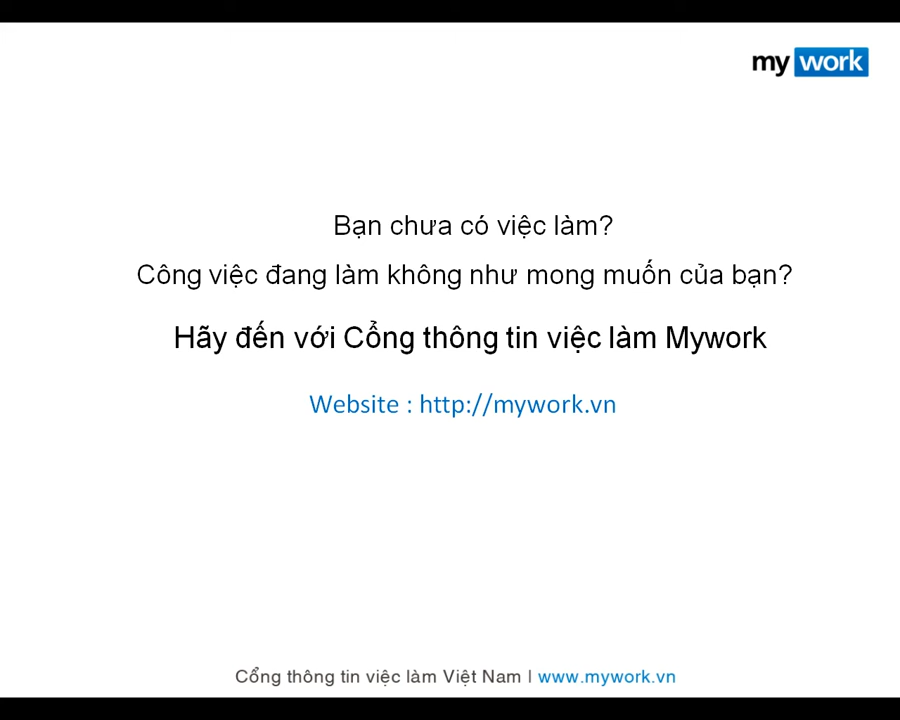 my work
Bạn chưa có việc làm?
Công việc đang làm không như mong muốn của bạn?
Hãy đến với Cổng thông tin việc làm Mywork
Website : http://mywork.vn
Cổng thông tin việc làm Việt Nam | www.mywork.vn